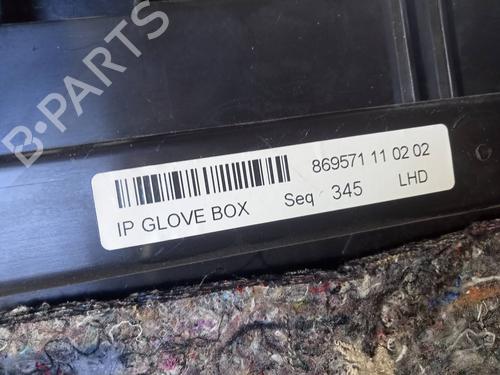 B-PARTS
869571 11 02 02
IP GLOVE BOX Seq 345 LHD